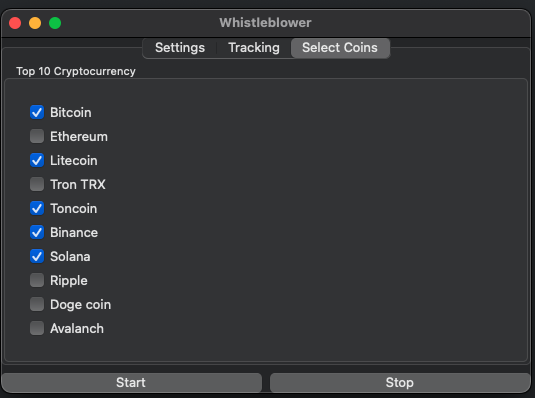 Whistleblower
Settings Tracking Select Coins
Top 10 Cryptocurrency
Bitcoin
Ethereum
Litecoin
Tron TRX
Toncoin
Binance
Solana
Ripple
Doge coin
Avalanch
Start Stop